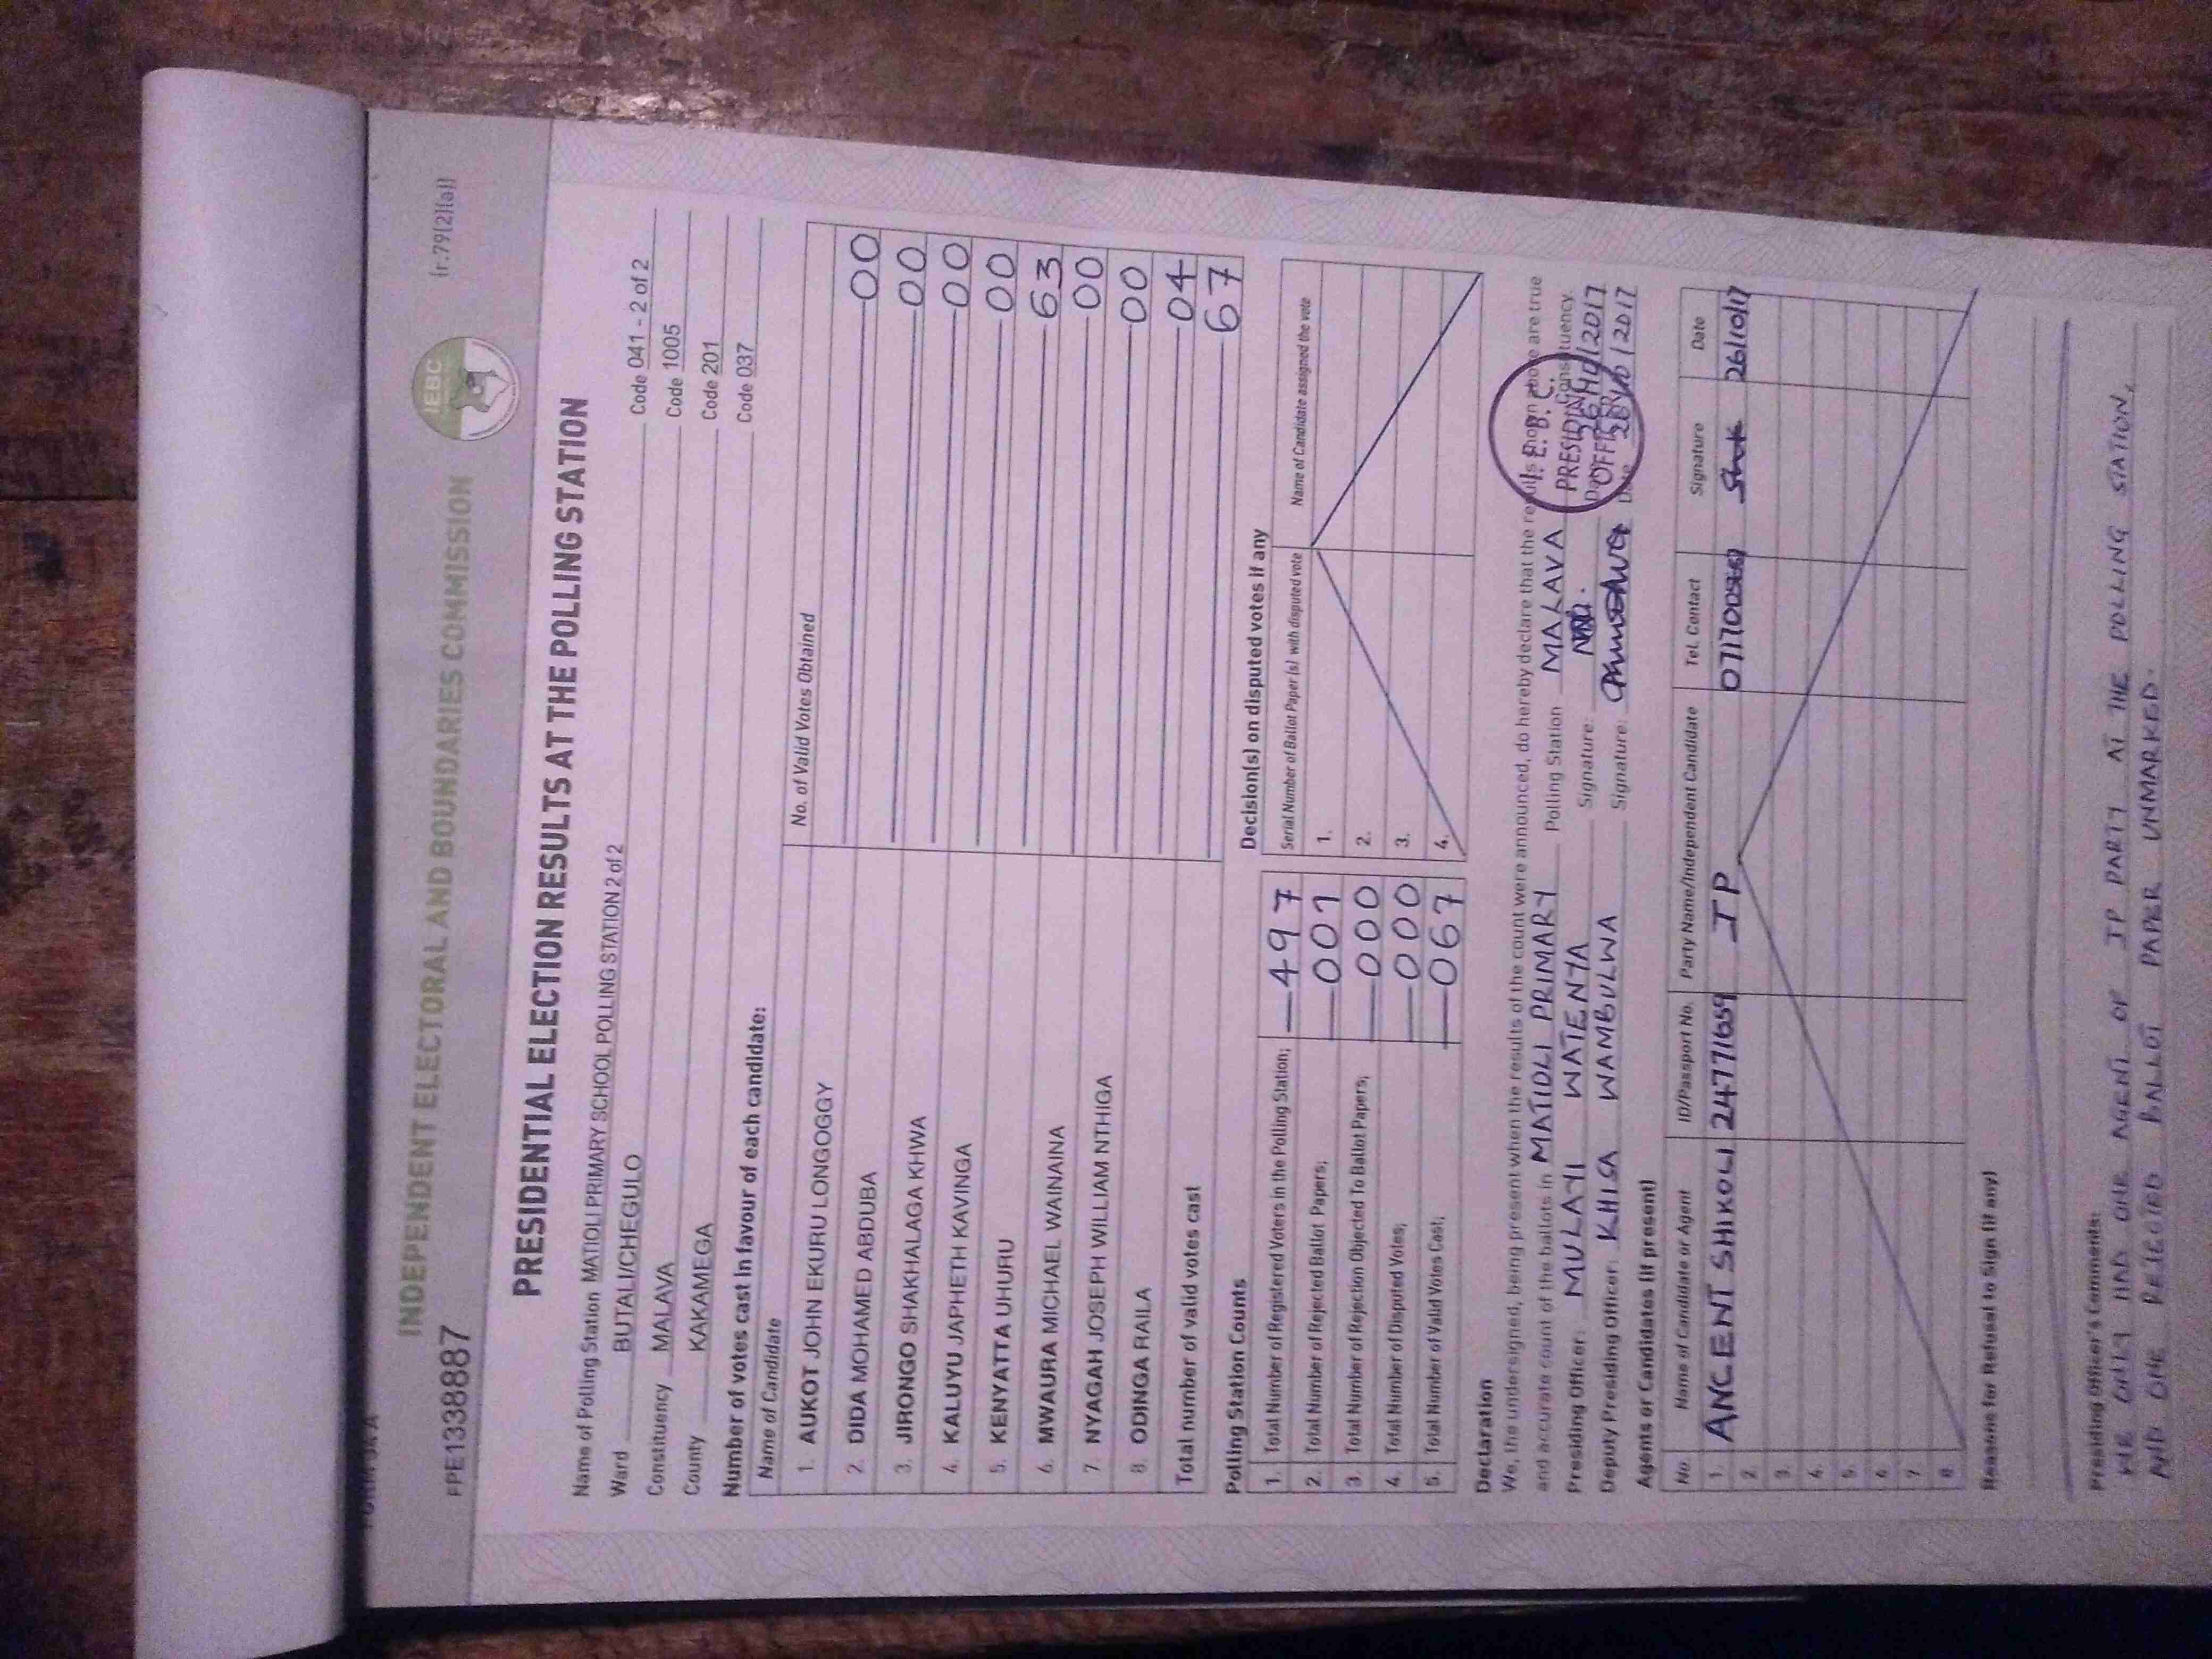 FORM 34 A
INDEPENDENT ELECTORAL AND BOUNDARIES COMMISSION
IEBC
(r.79(2)(a))
FPE1338887
PRESIDENTIAL ELECTION RESULTS AT THE POLLING STATION
Name of Polling Station MATIOLI PRIMARY SCHOOL POLLING STATION 2 of 2 Code 041 - 2 of 2
Ward BUTALI/CHEGULO Code 1005
Constituency MALAVA Code 201
County KAKAMEGA Code 037
Number of votes cast in favour of each candidate:
Name of Candidate No. of Valid Votes Obtained
1. AUKOT JOHN EKURU LONGOGGY 00
2. DIDA MOHAMED ABDUBA 00
3. JIRONGO SHAKHALAGA KHWA 00
4. KALUYU JAPHETH KAVINGA 00
5. KENYATTA UHURU 63
6. MWAURA MICHAEL WAINAINA 00
7. NYAGAH JOSEPH WILLIAM NTHIGA 00
8. ODINGA RAILA 04
Total number of valid votes cast 67
Polling Station Counts
1. Total Number of Registered Voters in the Polling Station; 497
2. Total Number of Rejected Ballot Papers; 001
3. Total Number of Rejection Objected To Ballot Papers; 000
4. Total Number of Disputed Votes; 000
5. Total Number of Valid Votes Cast; 067
Decision(s) on disputed votes if any
Serial Number of Ballot Paper (s) with disputed vote Name of Candidate assigned the vote
1.
2.
3.
4.
Declaration
We, the undersigned, being present when the results of the count were announced, do hereby declare that the results shown above are true
and accurate count of the ballots in MATIOLI PRIMARY Polling Station MALAVA Constituency.
Presiding Officer: MULAYI WATENYA Signature: Date 26/10/2017
Deputy Presiding Officer: KHISA WAMBULWA Signature: Date 26/10/2017
I.E.B.C.
PRESIDING
OFFICER
Agents or Candidates (if present)
No. Name of Candidate or Agent ID/Passport No. Party Name/Independent Candidate Tel. Contact Signature Date
1. ANCENT SHIKOLI 24771659 JP 26/10/17
2.
3.
4.
5.
6.
7.
8
Reason for Refusal to Sign (if any)
Presiding Officer's Comments:
WE ONLY HAD ONE AGENT OF JP PARTY AT THE POLLING STATION,
AND ONE REJECTED BALLOT PAPER UNMARKED.